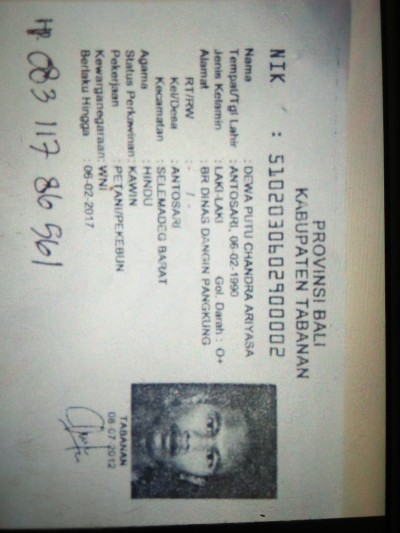 PROVINSI BALI
KABUPATEN TABANAN
NIK : 5102030602900002
Nama : DEWA PUTU CHANDRA ARIYASA
Tempat/Tgl Lahir : ANTOSARI, 06-02-1990
Jenis Kelamin : LAKI-LAKI Gol. Darah : O+
Alamat : BR DINAS DANGIN PANGKUNG
RT/RW : - / -
Kel/Desa : ANTOSARI
Kecamatan : SELEMADEG BARAT
Agama : HINDU
Status Perkawinan: KAWIN
Pekerjaan : PETANI/PEKEBUN
Kewarganegaraan: WNI
Berlaku Hingga : 06-02-2017
TABANAN
08-07-2012
Hp 083 117 86 561